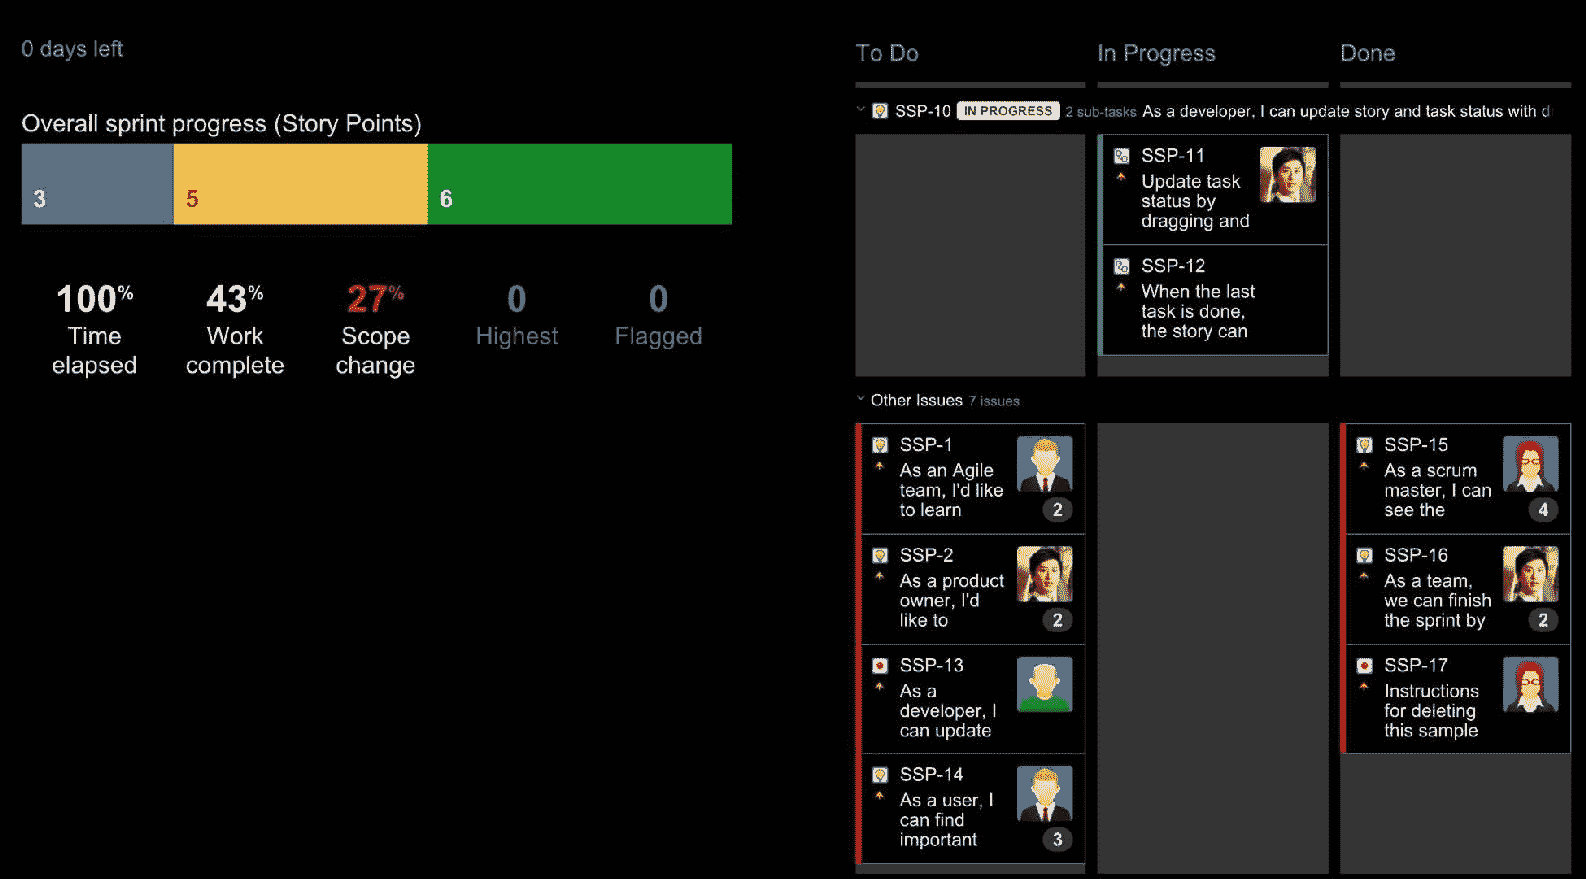 0 days left
Overall sprint progress (Story Points)
3 5 6
100% 43% 27% 0 0
Time Work Scope Highest Flagged
elapsed complete change
To Do In Progress Done
SSP-10 IN PROGRESS 2 sub-tasks As a developer, I can update story and task status with d
SSP-11
Update task
status by
dragging and
SSP-12
When the last
task is done,
the story can
Other Issues 7 issues
SSP-1
As an Agile
team, I'd like
to learn
2
SSP-2
As a product
owner, I'd
like to
2
SSP-13
As a
developer, I
can update
SSP-14
As a user, I
can find
important
3
SSP-15
As a scrum
master, I can
see the
4
SSP-16
As a team,
we can finish
the sprint by
2
SSP-17
Instructions
for deleting
this sample